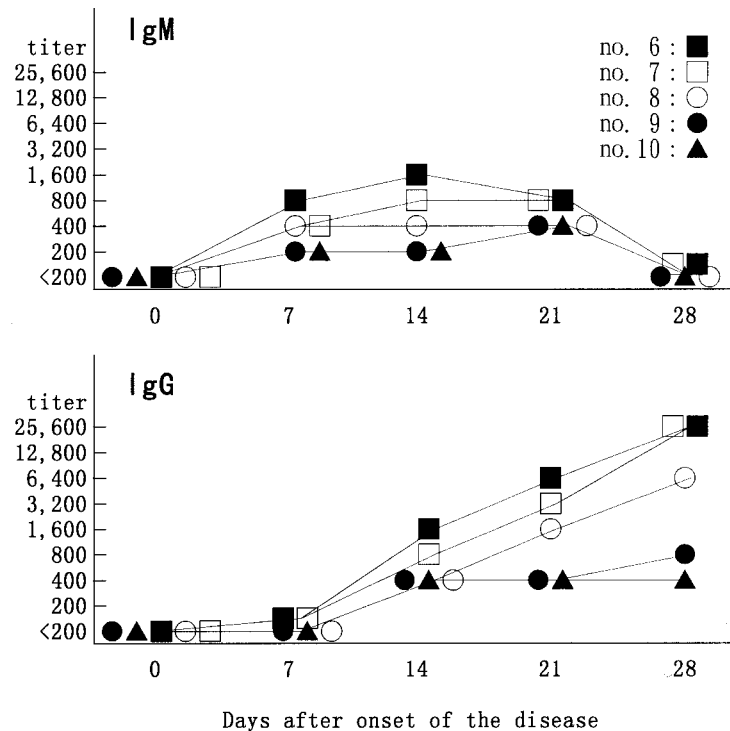 IgM
titer
25,600
12,800
6,400
3,200
1,600
800
400
200
<200
no. 6 :
no. 7 :
no. 8 :
no. 9 :
no. 10 :
0 7 14 21 28
IgG
titer
25,600
12,800
6,400
3,200
1,600
800
400
200
<200
0 7 14 21 28
Days after onset of the disease